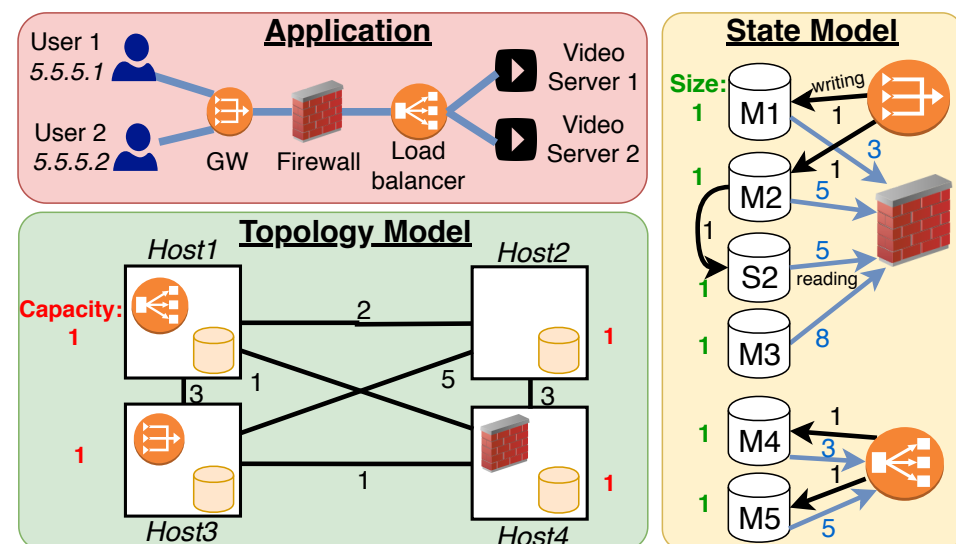 Application
User 1
5.5.5.1
User 2
5.5.5.2
GW
Firewall
Load
balancer
Video
Server 1
Video
Server 2
Topology Model
Host1
Host2
Capacity:
1
2
1
1
5
3
3
1
1
1
Host3
Host4
State Model
Size:
1
M1
writing
1
3
1
M2
1
5
1
S2
1
5
reading
1
M3
8
1
M4
1
3
1
M5
1
5